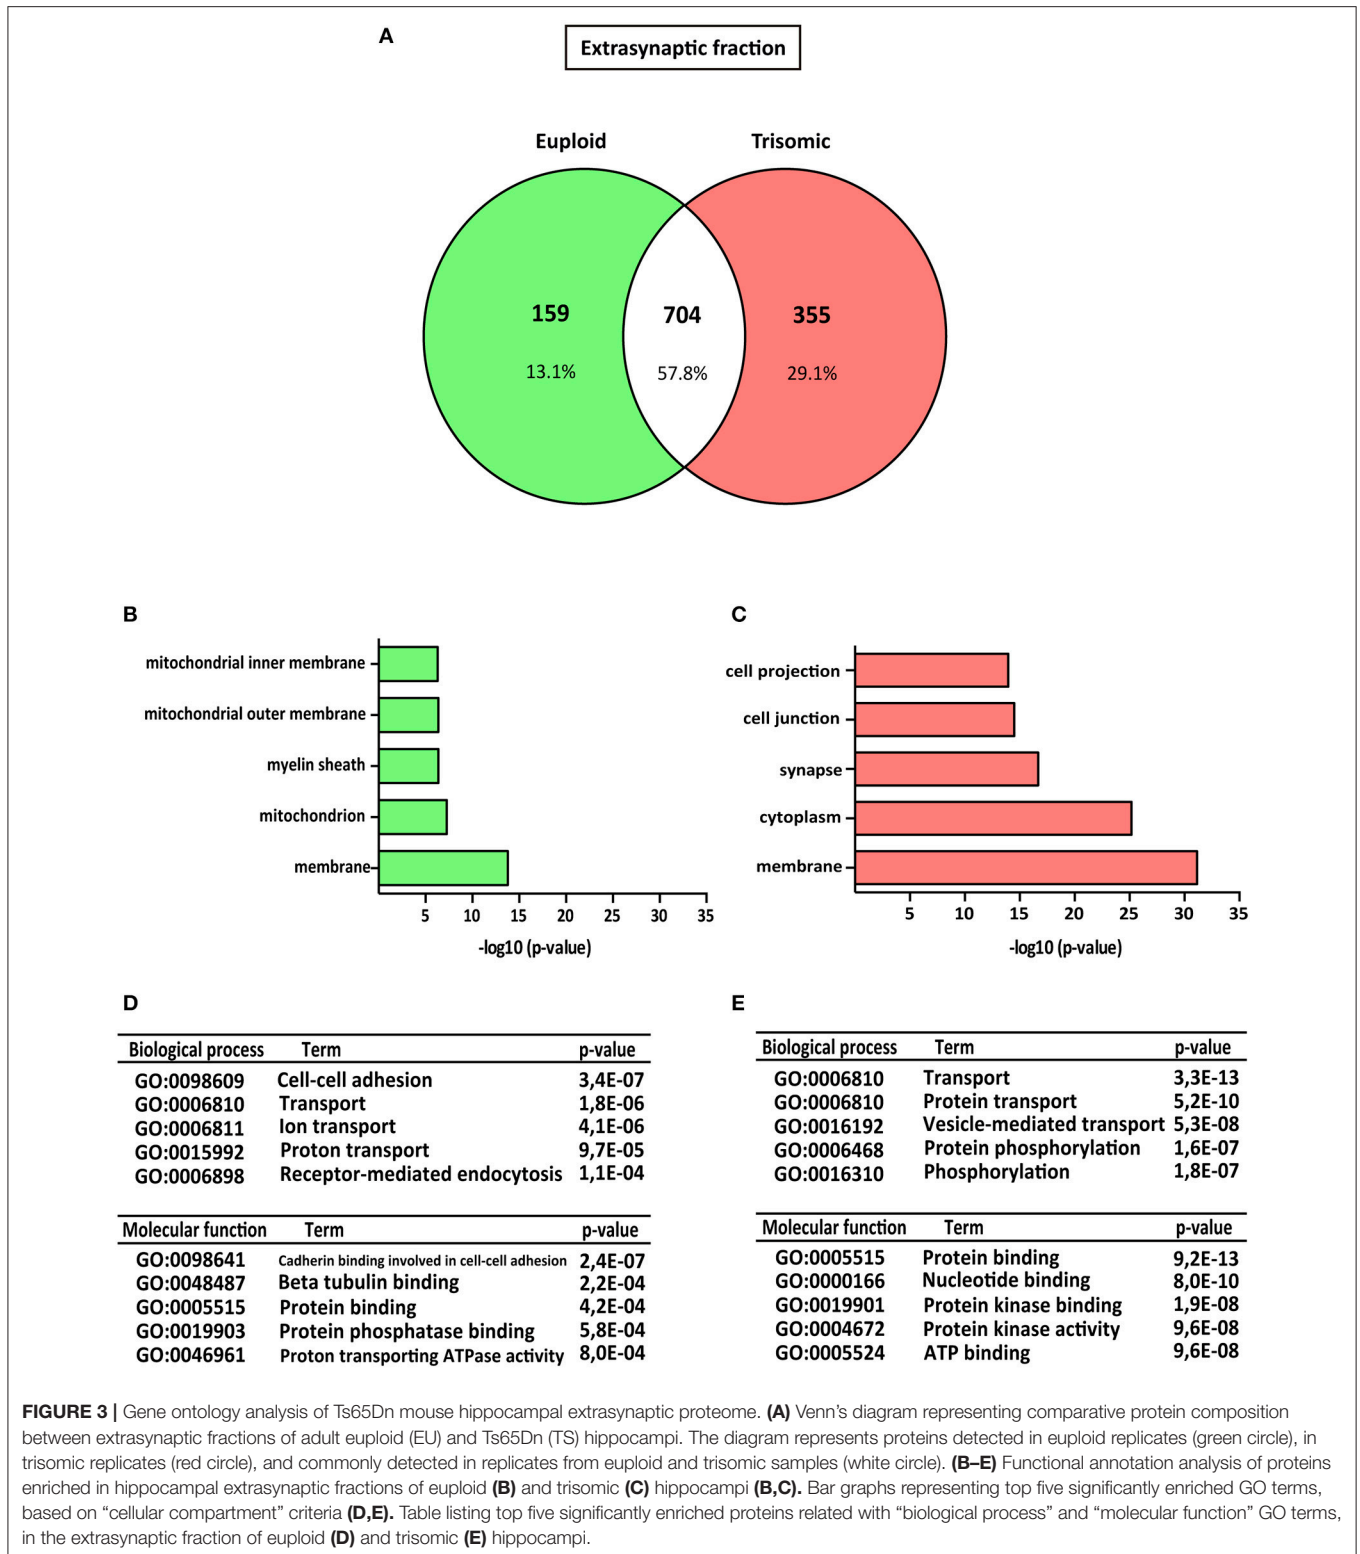 A
Extrasynaptic fraction
Euploid
Trisomic
159
704
355
13.1%
57.8%
29.1%
B
mitochondrial inner membrane
mitochondrial outer membrane
myelin sheath
mitochondrion
membrane
5 10 15 20 25 30 35
-log10 (p-value)
C
cell projection
cell junction
synapse
cytoplasm
membrane
5 10 15 20 25 30 35
-log10 (p-value)
D
Biological process Term p-value
GO:0098609 Cell-cell adhesion 3,4E-07
GO:0006810 Transport 1,8E-06
GO:0006811 Ion transport 4,1E-06
GO:0015992 Proton transport 9,7E-05
GO:0006898 Receptor-mediated endocytosis 1,1E-04
Molecular function Term p-value
GO:0098641 Cadherin binding involved in cell-cell adhesion 2,4E-07
GO:0048487 Beta tubulin binding 2,2E-04
GO:0005515 Protein binding 4,2E-04
GO:0019903 Protein phosphatase binding 5,8E-04
GO:0046961 Proton transporting ATPase activity 8,0E-04
E
Biological process Term p-value
GO:0006810 Transport 3,3E-13
GO:0006810 Protein transport 5,2E-10
GO:0016192 Vesicle-mediated transport 5,3E-08
GO:0006468 Protein phosphorylation 1,6E-07
GO:0016310 Phosphorylation 1,8E-07
Molecular function Term p-value
GO:0005515 Protein binding 9,2E-13
GO:0000166 Nucleotide binding 8,0E-10
GO:0019901 Protein kinase binding 1,9E-08
GO:0004672 Protein kinase activity 9,6E-08
GO:0005524 ATP binding 9,6E-08
FIGURE 3 | Gene ontology analysis of Ts65Dn mouse hippocampal extrasynaptic proteome. (A) Venn's diagram representing comparative protein composition
between extrasynaptic fractions of adult euploid (EU) and Ts65Dn (TS) hippocampi. The diagram represents proteins detected in euploid replicates (green circle), in
trisomic replicates (red circle), and commonly detected in replicates from euploid and trisomic samples (white circle). (B–E) Functional annotation analysis of proteins
enriched in hippocampal extrasynaptic fractions of euploid (B) and trisomic (C) hippocampi (B,C). Bar graphs representing top five significantly enriched GO terms,
based on "cellular compartment" criteria (D,E). Table listing top five significantly enriched proteins related with "biological process" and "molecular function" GO terms,
in the extrasynaptic fraction of euploid (D) and trisomic (E) hippocampi.